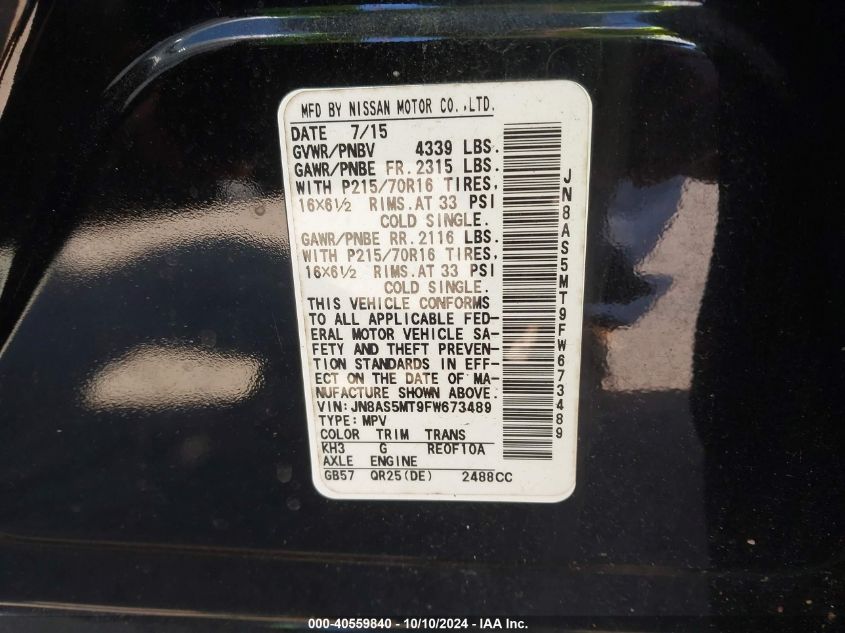 MFD BY NISSAN MOTOR CO.,LTD.
DATE 7/15
GVWR/PNBV 4339 LBS.
GAWR/PNBE FR.2315 LBS.
WITH P215/70R16 TIRES,
16X6½ RIMS.AT 33 PSI
COLD SINGLE.
GAWR/PNBE RR.2116 LBS.
WITH P215/70R16 TIRES,
16X6½ RIMS.AT 33 PSI
COLD SINGLE.
THIS VEHICLE CONFORMS
TO ALL APPLICABLE FED-
ERAL MOTOR VEHICLE SA-
FETY AND THEFT PREVEN-
TION STANDARDS IN EFF-
ECT ON THE DATE OF MA-
NUFACTURE SHOWN ABOVE.
VIN:JN8AS5MT9FW673489
TYPE:MPV
COLOR TRIM TRANS
KH3 G RE0F10A
AXLE ENGINE
GB57 QR25(DE) 2488CC
JN8AS5MT9FW673489
000-40559840 - 10/10/2024 - IAA Inc.